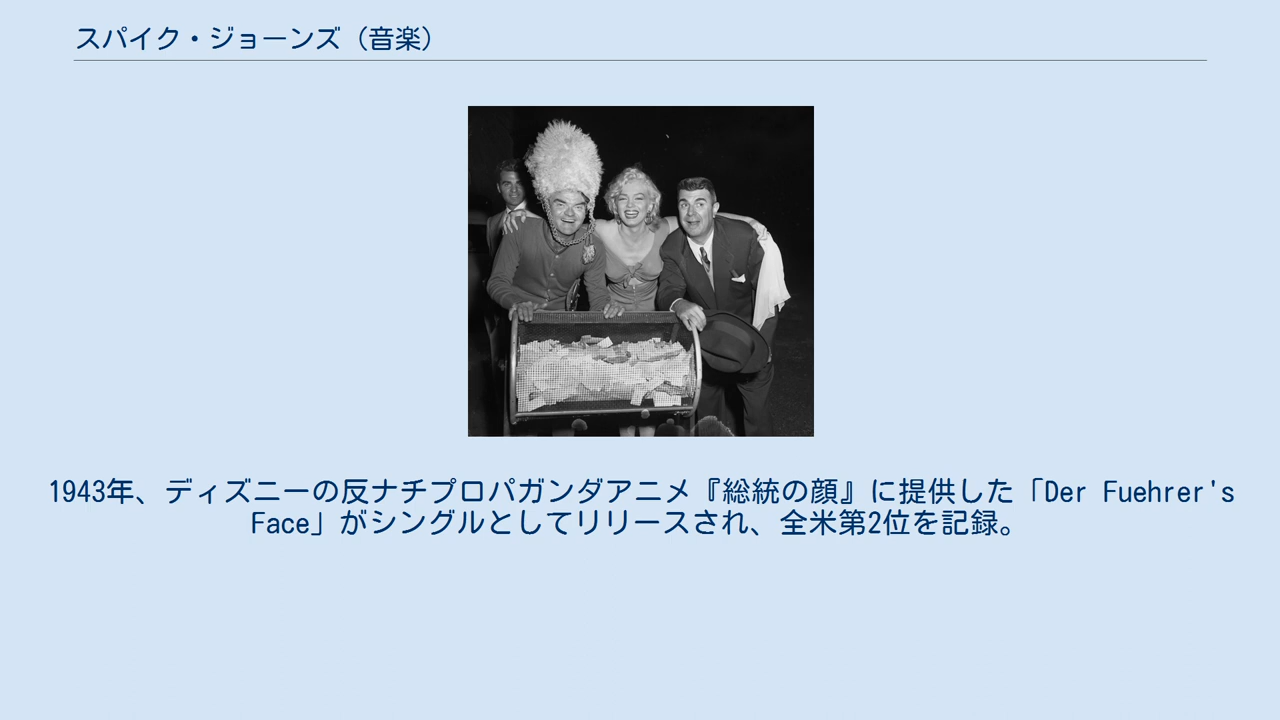 スパイク・ジョーンズ（音楽）
1943年、ディズニーの反ナチプロパガンダアニメ『総統の顔』に提供した「Der Fuehrer's
Face」がシングルとしてリリースされ、全米第2位を記録。